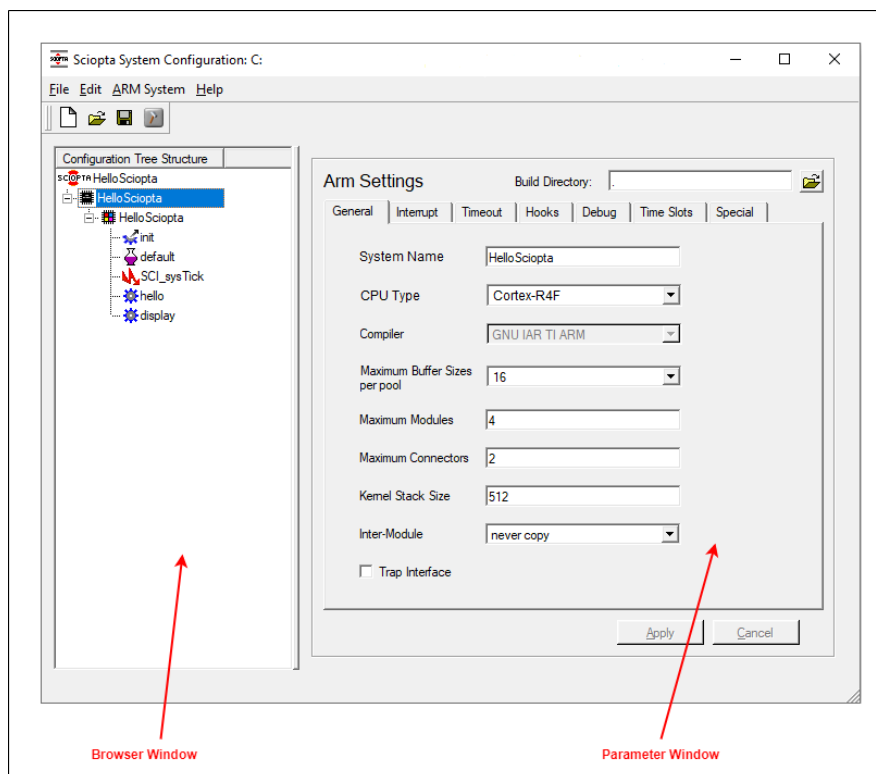 SCIOPTA Sciopta System Configuration: C:
File Edit ARM System Help
Configuration Tree Structure
SCIOPTA HelloSciopta
HelloSciopta
HelloSciopta
init
default
SCI_sysTick
hello
display
Arm Settings Build Directory: .
General Interrupt Timeout Hooks Debug Time Slots Special
System Name HelloSciopta
CPU Type Cortex-R4F
Compiler GNU IAR TI ARM
Maximum Buffer Sizes
per pool 16
Maximum Modules 4
Maximum Connectors 2
Kernel Stack Size 512
Inter-Module never copy
Trap Interface
Apply Cancel
Browser Window Parameter Window